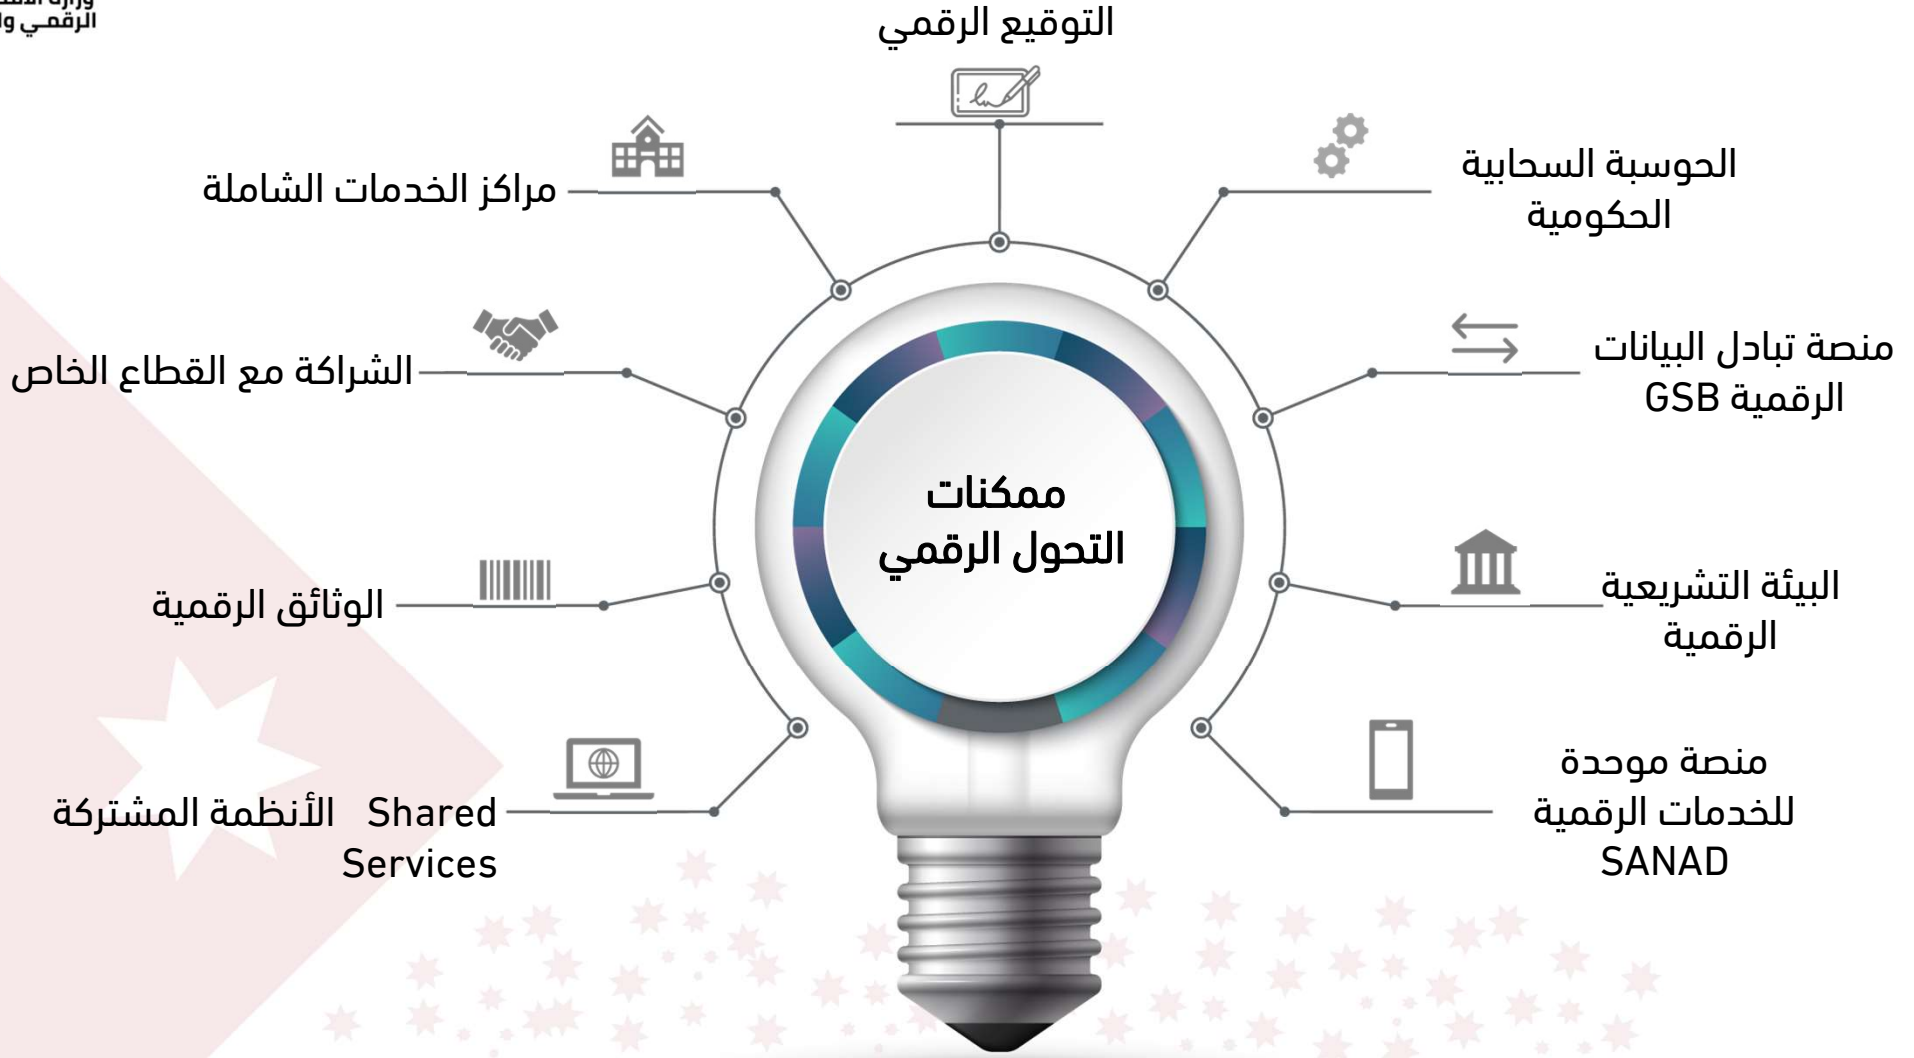 الرقمـي
التوقيع الرقمي
الحوسبة السحابية
الحكومية
مراكز الخدمات الشاملة
منصة تبادل البيانات
الرقمية GSB
الشراكة مع القطاع الخاص
ممكنات
التحول الرقمي
البيئة التشريعية
الرقمية
الوثائق الرقمية
منصة موحدة
للخدمات الرقمية
SANAD
الأنظمة المشتركة Shared
Services